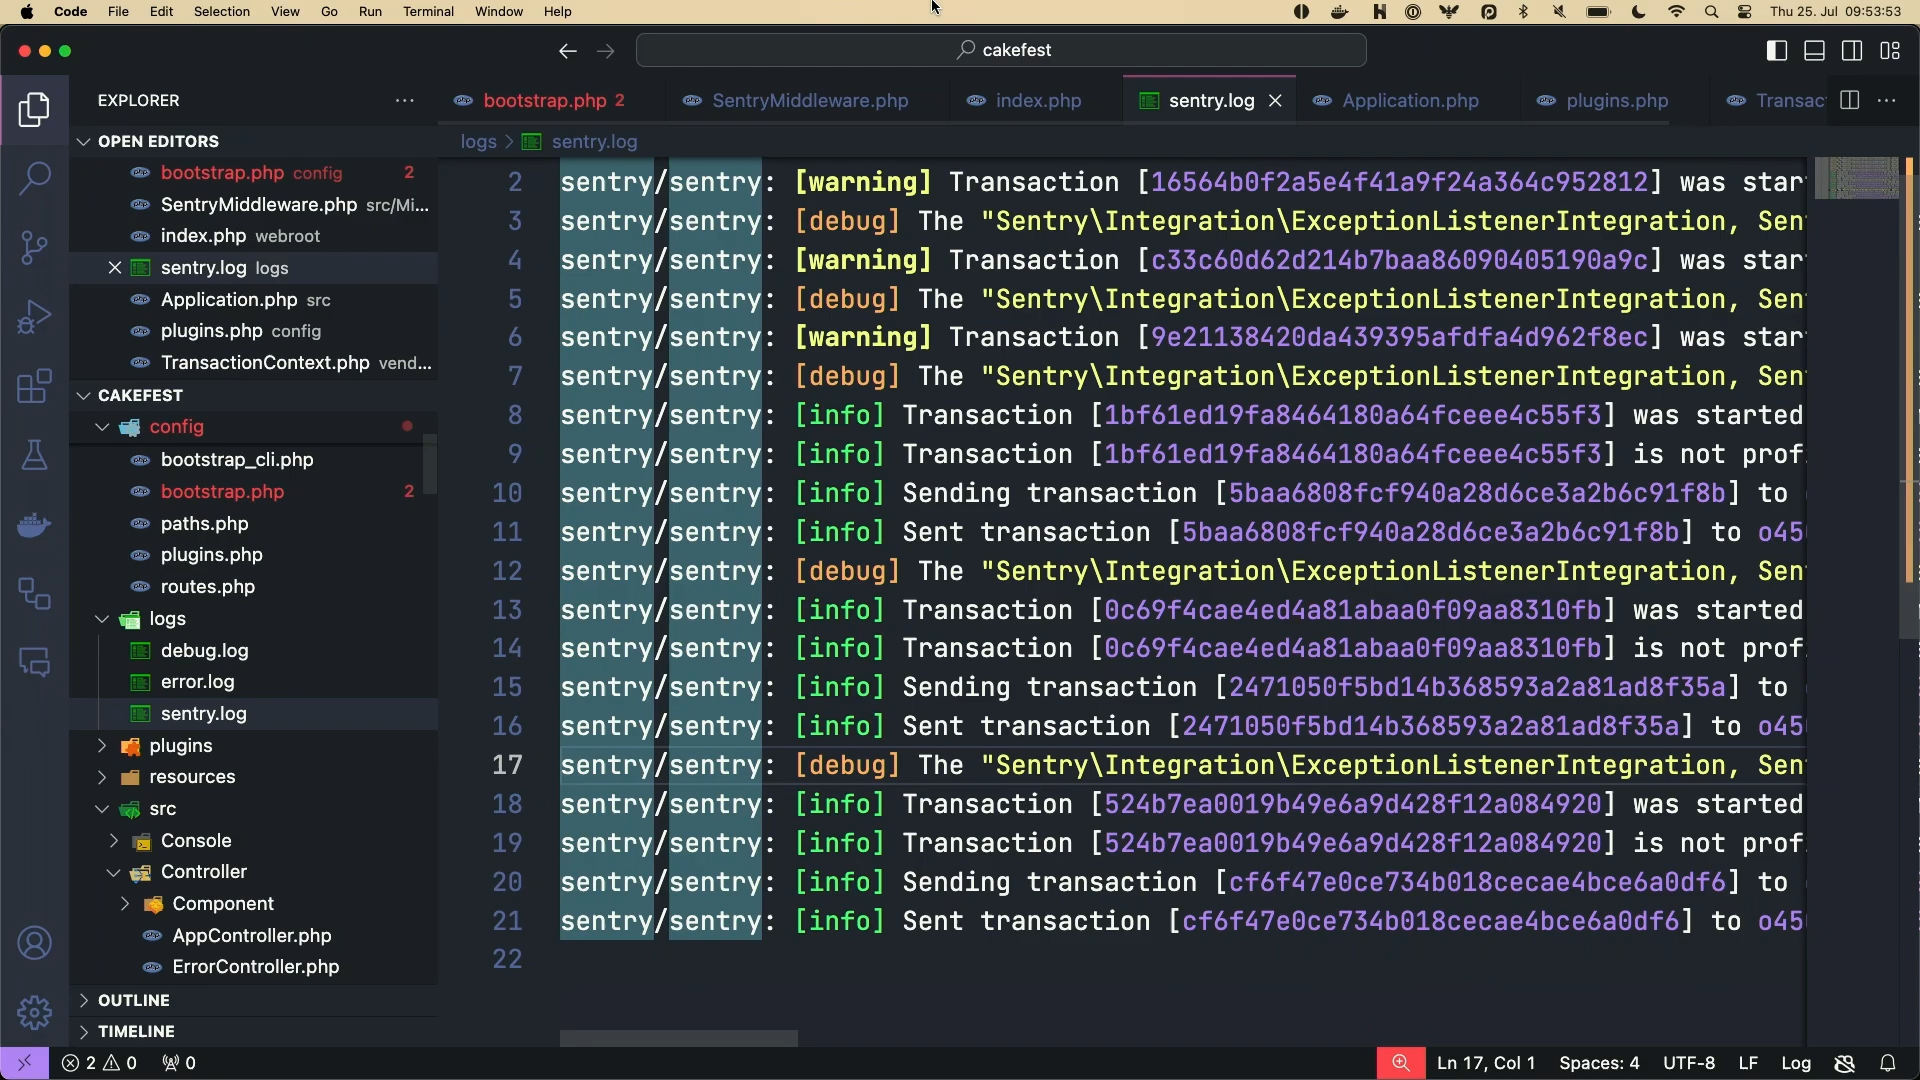 Code File Edit Selection View Go Run Terminal Window Help Thu 25. Jul 09:53:53
cakefest
EXPLORER
bootstrap.php 2 SentryMiddleware.php index.php sentry.log Application.php plugins.php Transac
OPEN EDITORS
logs > sentry.log
bootstrap.php config 2
SentryMiddleware.php src/Mi...
index.php webroot
sentry.log logs
Application.php src
plugins.php config
TransactionContext.php vend...
CAKEFEST
config
bootstrap_cli.php
bootstrap.php 2
paths.php
plugins.php
routes.php
logs
debug.log
error.log
sentry.log
plugins
resources
src
Console
Controller
Component
AppController.php
ErrorController.php
OUTLINE
TIMELINE
2 sentry/sentry: [warning] Transaction [16564b0f2a5e4f41a9f24a364c952812] was star
3 sentry/sentry: [debug] The "Sentry\Integration\ExceptionListenerIntegration, Sen
4 sentry/sentry: [warning] Transaction [c33c60d62d214b7baa86090405190a9c] was star
5 sentry/sentry: [debug] The "Sentry\Integration\ExceptionListenerIntegration, Sen
6 sentry/sentry: [warning] Transaction [9e21138420da439395afdfa4d962f8ec] was star
7 sentry/sentry: [debug] The "Sentry\Integration\ExceptionListenerIntegration, Sen
8 sentry/sentry: [info] Transaction [1bf61ed19fa8464180a64fceee4c55f3] was started
9 sentry/sentry: [info] Transaction [1bf61ed19fa8464180a64fceee4c55f3] is not prof
10 sentry/sentry: [info] Sending transaction [5baa6808fcf940a28d6ce3a2b6c91f8b] to
11 sentry/sentry: [info] Sent transaction [5baa6808fcf940a28d6ce3a2b6c91f8b] to o45
12 sentry/sentry: [debug] The "Sentry\Integration\ExceptionListenerIntegration, Sen
13 sentry/sentry: [info] Transaction [0c69f4cae4ed4a81abaa0f09aa8310fb] was started
14 sentry/sentry: [info] Transaction [0c69f4cae4ed4a81abaa0f09aa8310fb] is not prof
15 sentry/sentry: [info] Sending transaction [2471050f5bd14b368593a2a81ad8f35a] to
16 sentry/sentry: [info] Sent transaction [2471050f5bd14b368593a2a81ad8f35a] to o45
17 sentry/sentry: [debug] The "Sentry\Integration\ExceptionListenerIntegration, Sen
18 sentry/sentry: [info] Transaction [524b7ea0019b49e6a9d428f12a084920] was started
19 sentry/sentry: [info] Transaction [524b7ea0019b49e6a9d428f12a084920] is not prof
20 sentry/sentry: [info] Sending transaction [cf6f47e0ce734b018cecae4bce6a0df6] to
21 sentry/sentry: [info] Sent transaction [cf6f47e0ce734b018cecae4bce6a0df6] to o45
22
2 0 0 Ln 17, Col 1 Spaces: 4 UTF-8 LF Log